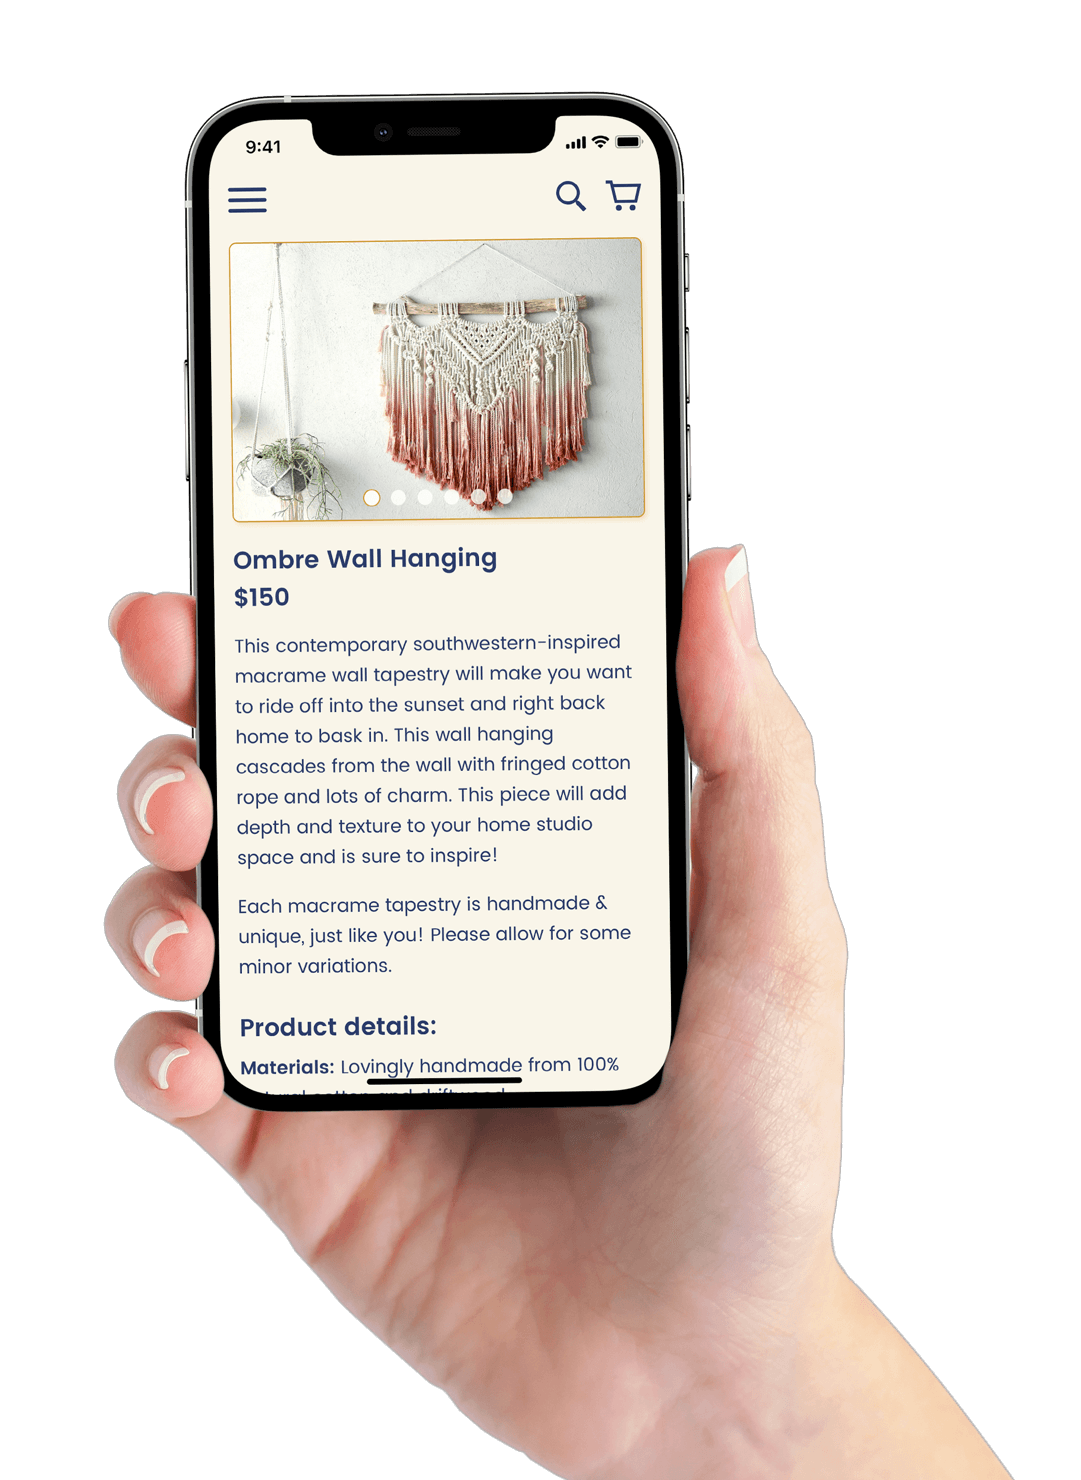 9:41
Ombre Wall Hanging
$150
This contemporary southwestern-inspired
macrame wall tapestry will make you want
to ride off into the sunset and right back
home to bask in. This wall hanging
cascades from the wall with fringed cotton
rope and lots of charm. This piece will add
depth and texture to your home studio
space and is sure to inspire!
Each macrame tapestry is handmade &
unique, just like you! Please allow for some
minor variations.
Product details:
Materials: Lovingly handmade from 100%